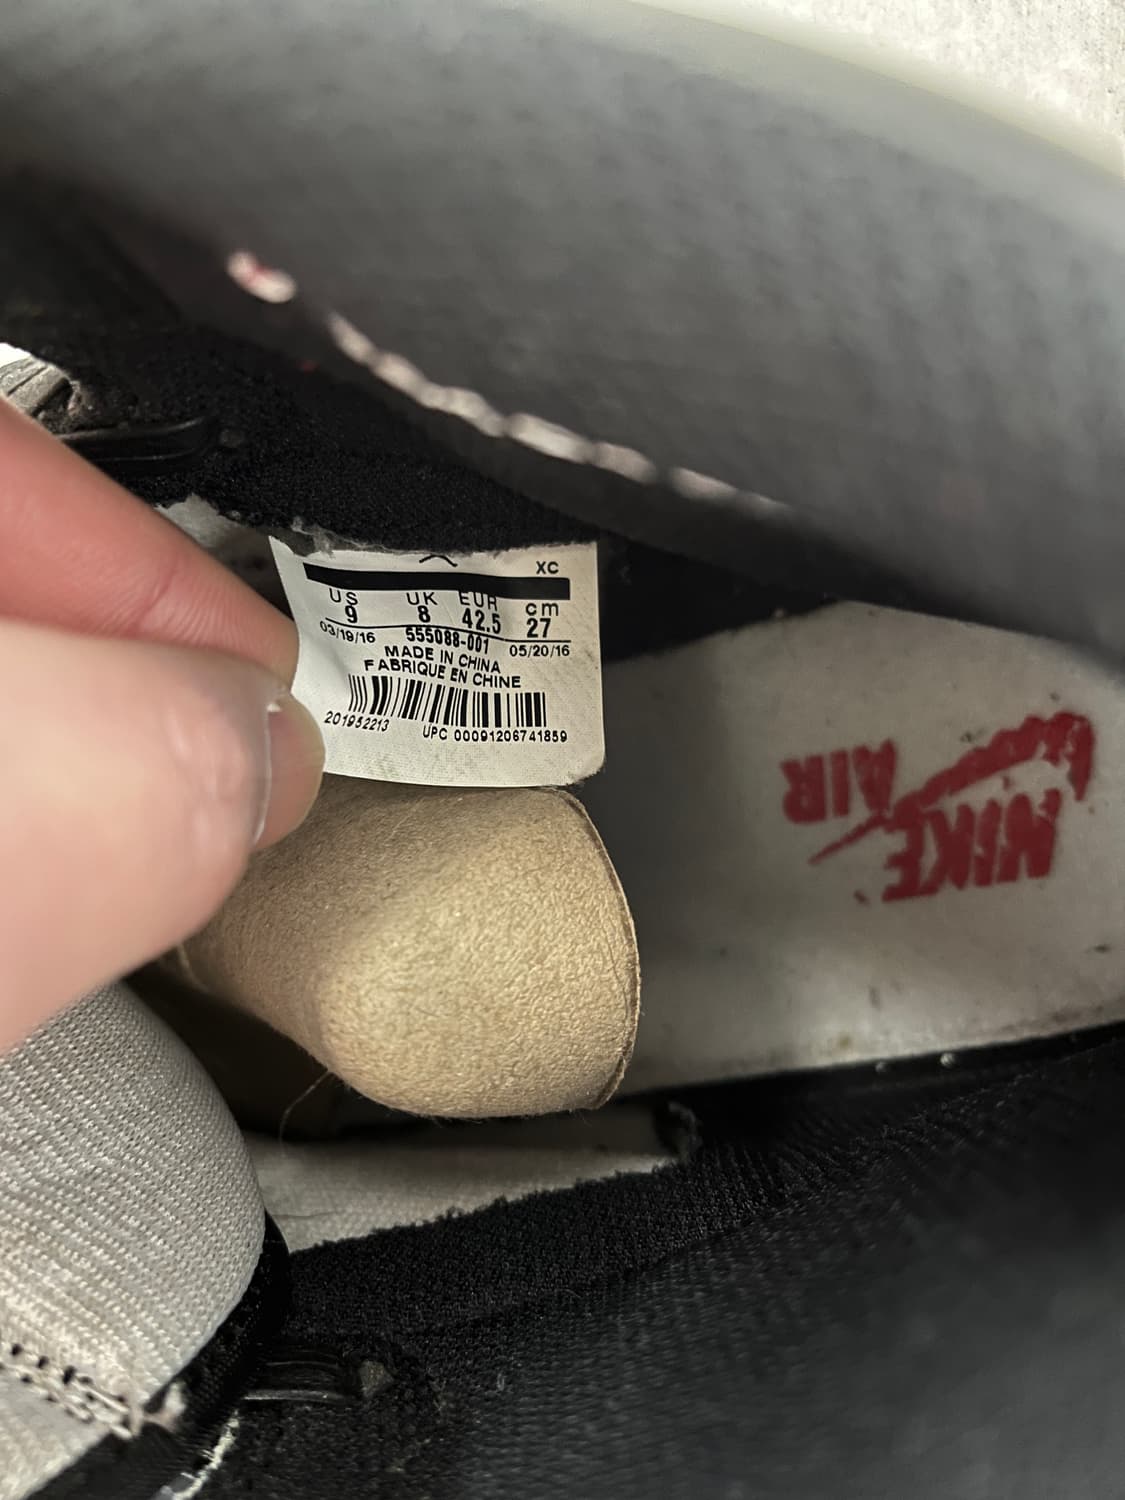 XC
US UK EUR cm
9 8 42.5 27
03/19/16 555088-001 05/20/16
MADE IN CHINA
FABRIQUE EN CHINE
201952213 UPC 00091206741859
NIKE
AIR